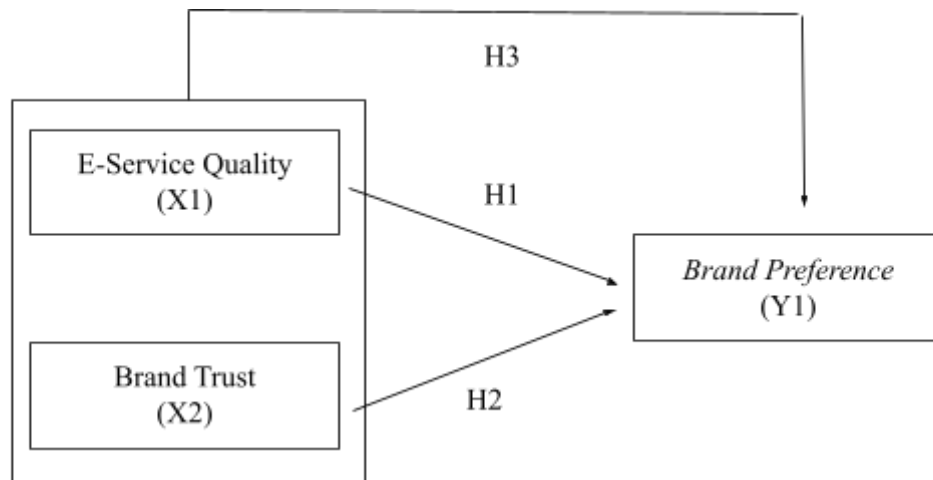 H3
E-Service Quality
(X1)
H1
Brand Preference
(Y1)
Brand Trust
(X2)
H2